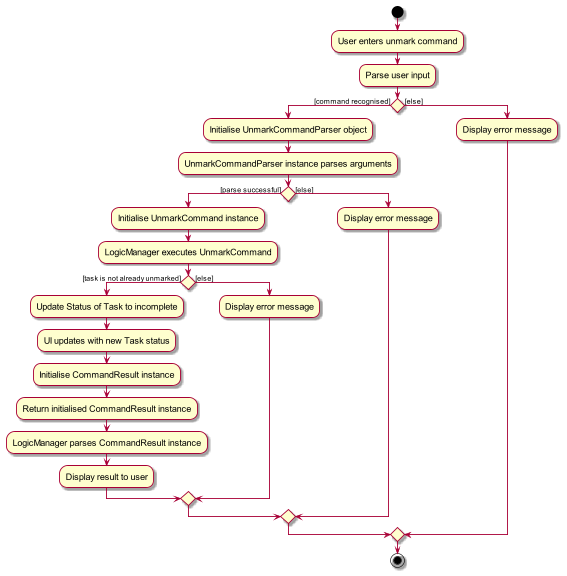 User enters unmark command
Parse user input
[command recognised] [else]
Initialise UnmarkCommandParser object
Display error message
UnmarkCommandParser instance parses arguments
[parse successful] [else]
Initialise UnmarkCommand instance
Display error message
LogicManager executes UnmarkCommand
[task is not already unmarked] [else]
Update Status of Task to incomplete
Display error message
UI updates with new Task status
Initialise CommandResult instance
Return initialised CommandResult instance
LogicManager parses CommandResult instance
Display result to user